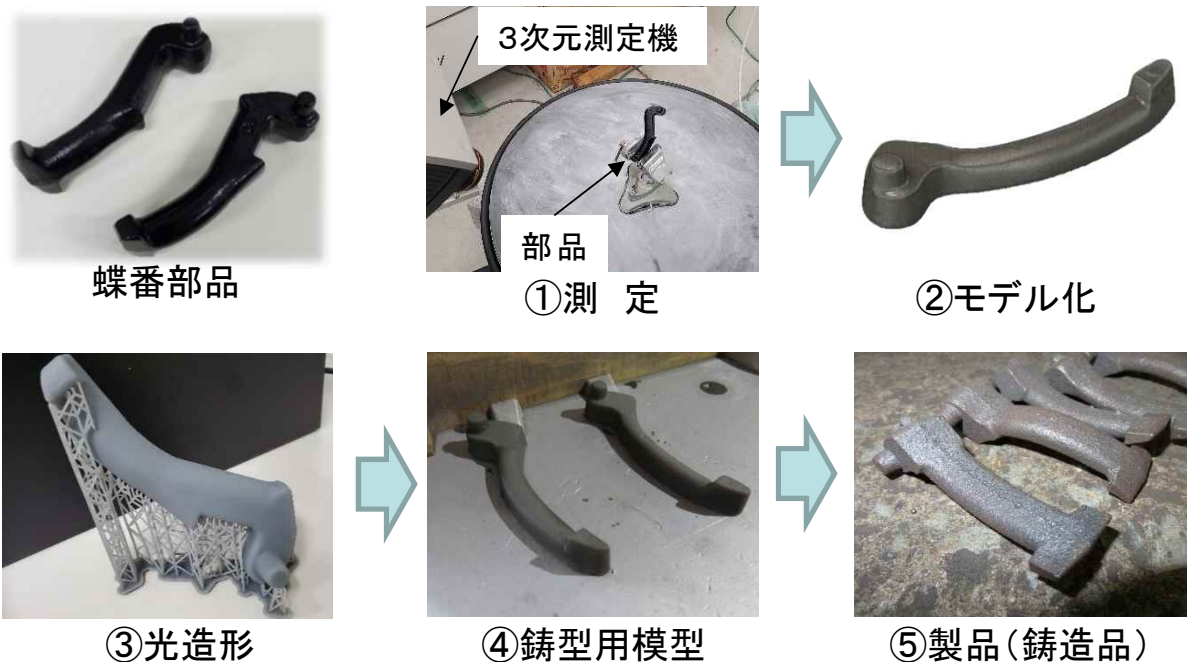 3次元測定機
部品
蝶番部品
①測　定
②モデル化
③光造形
④鋳型用模型
⑤製品(鋳造品)